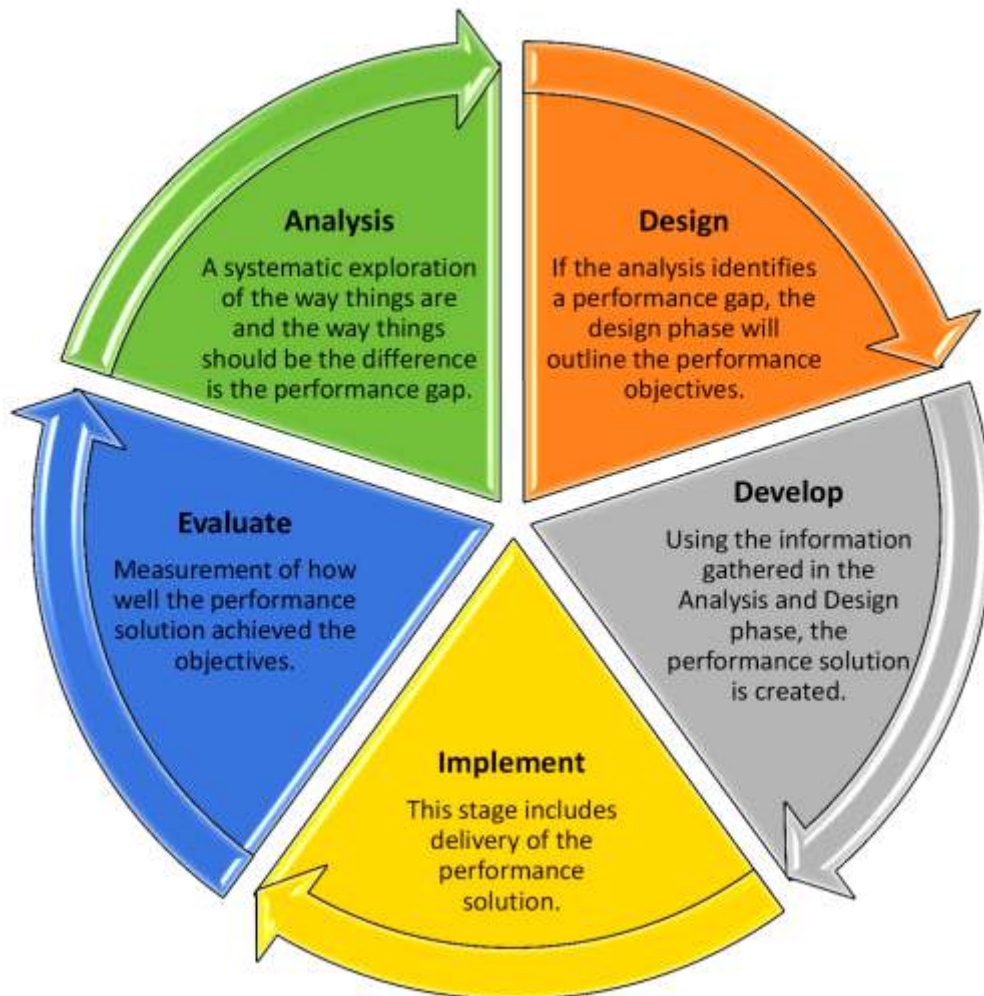 Analysis
A systematic exploration
of the way things are
and the way things
should be the difference
is the performance gap.
Design
If the analysis identifies
a performance gap, the
design phase will
outline the performance
objectives.
Develop
Using the information
gathered in the
Analysis and Design
phase, the
performance solution
is created.
Implement
This stage includes
delivery of the
performance
solution.
Evaluate
Measurement of how
well the performance
solution achieved the
objectives.